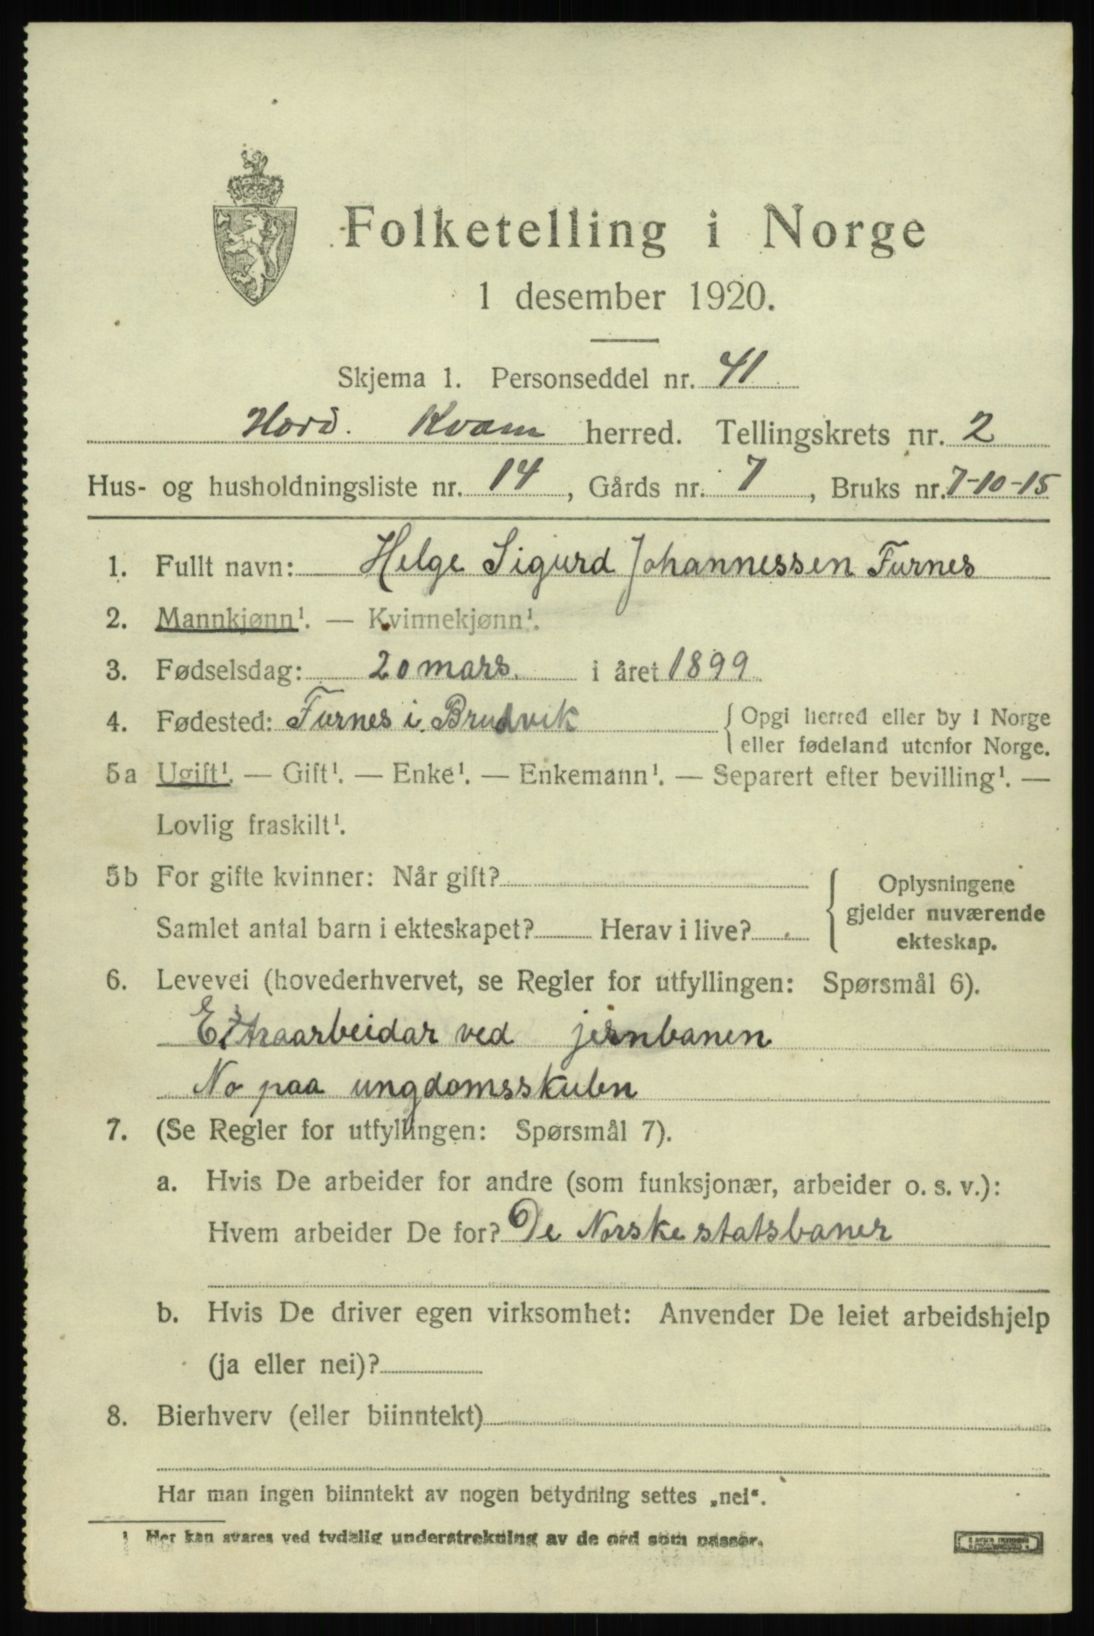 Folketelling i Norge
1 desember 1920.
Skjema 1. Personseddel nr. 41
Hord. Kvam herred. Tellingskrets nr. 2
Hus- og husholdningsliste nr. 14, Gårds nr. 7, Bruks nr. 7-10-15
1. Fullt navn: Helge Sigurd Johannessen Furnes
2. Mannkjønn¹. — Kvinnekjønn¹.
3. Fødselsdag: 20 mars. i året 1899
4. Fødested: Furnes i Bruvik { Opgi herred eller by i Norge
eller fødeland utenfor Norge.
5a Ugift¹. — Gift¹. — Enke¹. — Enkemann¹. — Separert efter bevilling¹. —
Lovlig fraskilt¹.
5b For gifte kvinner: Når gift? { Oplysningene
gjelder nuværende
Samlet antal barn i ekteskapet? Herav i live?
ekteskap.
6. Levevei (hovederhvervet, se Regler for utfyllingen: Spørsmål 6).
Extraarbeidar ved jernbanen
No paa ungdomsskulen
7. (Se Regler for utfyllingen: Spørsmål 7).
a. Hvis De arbeider for andre (som funksjonær, arbeider o. s. v.):
Hvem arbeider De for? De Norske statsbaner
b. Hvis De driver egen virksomhet: Anvender De leiet arbeidshjelp
(ja eller nei)?
8. Bierhverv (eller biinntekt)
Har man ingen biinntekt av nogen betydning settes „nei“.
¹ Her kan svares ved tydelig understrekning av de ord som passer.